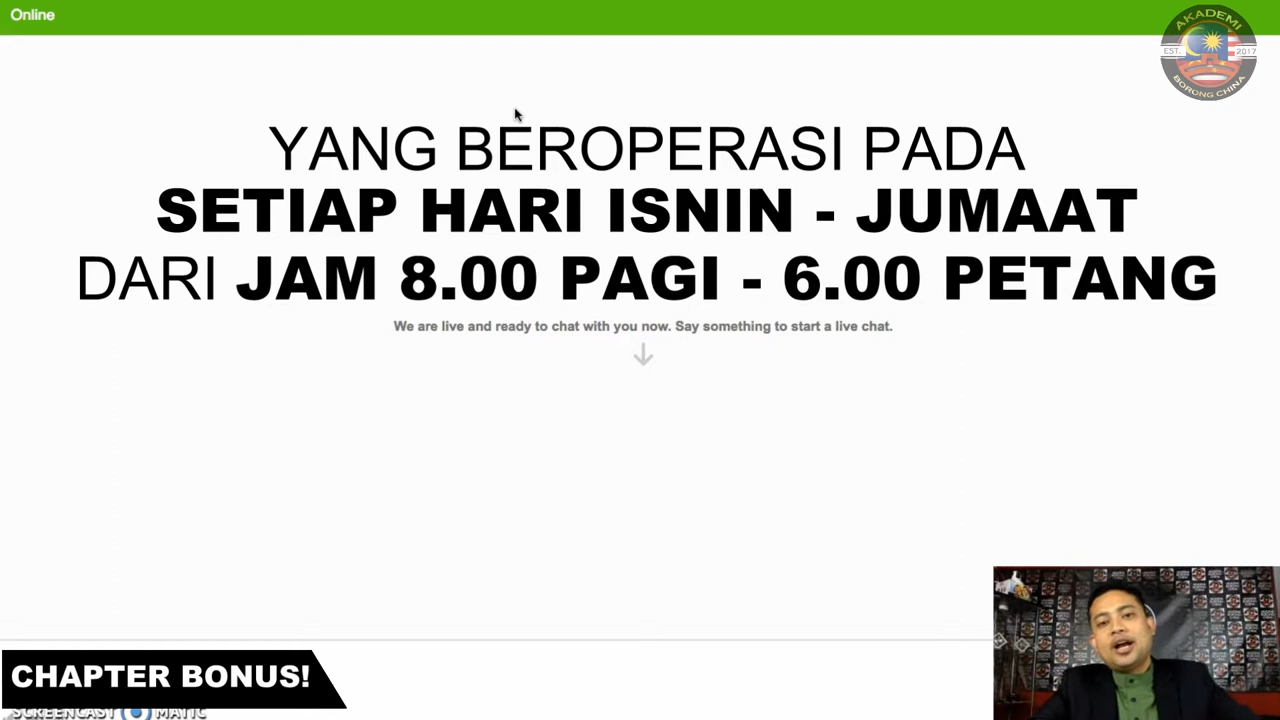 Online
AKADEMI
EST. 2017
BORONG CHINA
YANG BEROPERASI PADA
SETIAP HARI ISNIN - JUMAAT
DARI JAM 8.00 PAGI - 6.00 PETANG
We are live and ready to chat with you now. Say something to start a live chat.
CHAPTER BONUS!
SCREENCAST MATIC